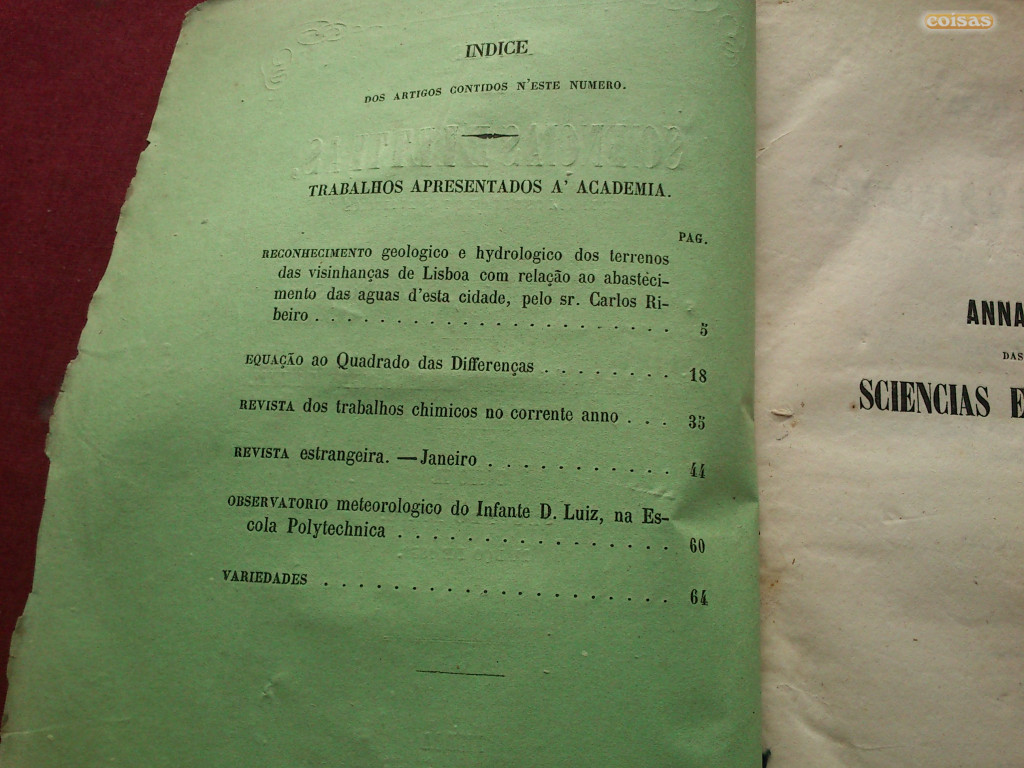 INDICE
DOS ARTIGOS CONTIDOS N'ESTE NUMERO.
TRABALHOS APRESENTADOS A' ACADEMIA.
PAG.
RECONHECIMENTO geologico e hydrologico dos terrenos
das visinhanças de Lisboa com relação ao abasteci-
mento das aguas d'esta cidade, pelo sr. Carlos Ri-
beiro . . . . . . . . . . . . . . . . . . . . . . 5
EQUAÇÃO ao Quadrado das Differenças . . . . . . . . 18
REVISTA dos trabalhos chimicos no corrente anno . . . 35
REVISTA estrangeira. — Janeiro . . . . . . . . . . . 44
OBSERVATORIO meteorologico do Infante D. Luiz, na Es-
cola Polytechnica . . . . . . . . . . . . . . . . 60
VARIEDADES . . . . . . . . . . . . . . . . . . . . 64
coisas
ANNA
DAS
SCIENCIAS E